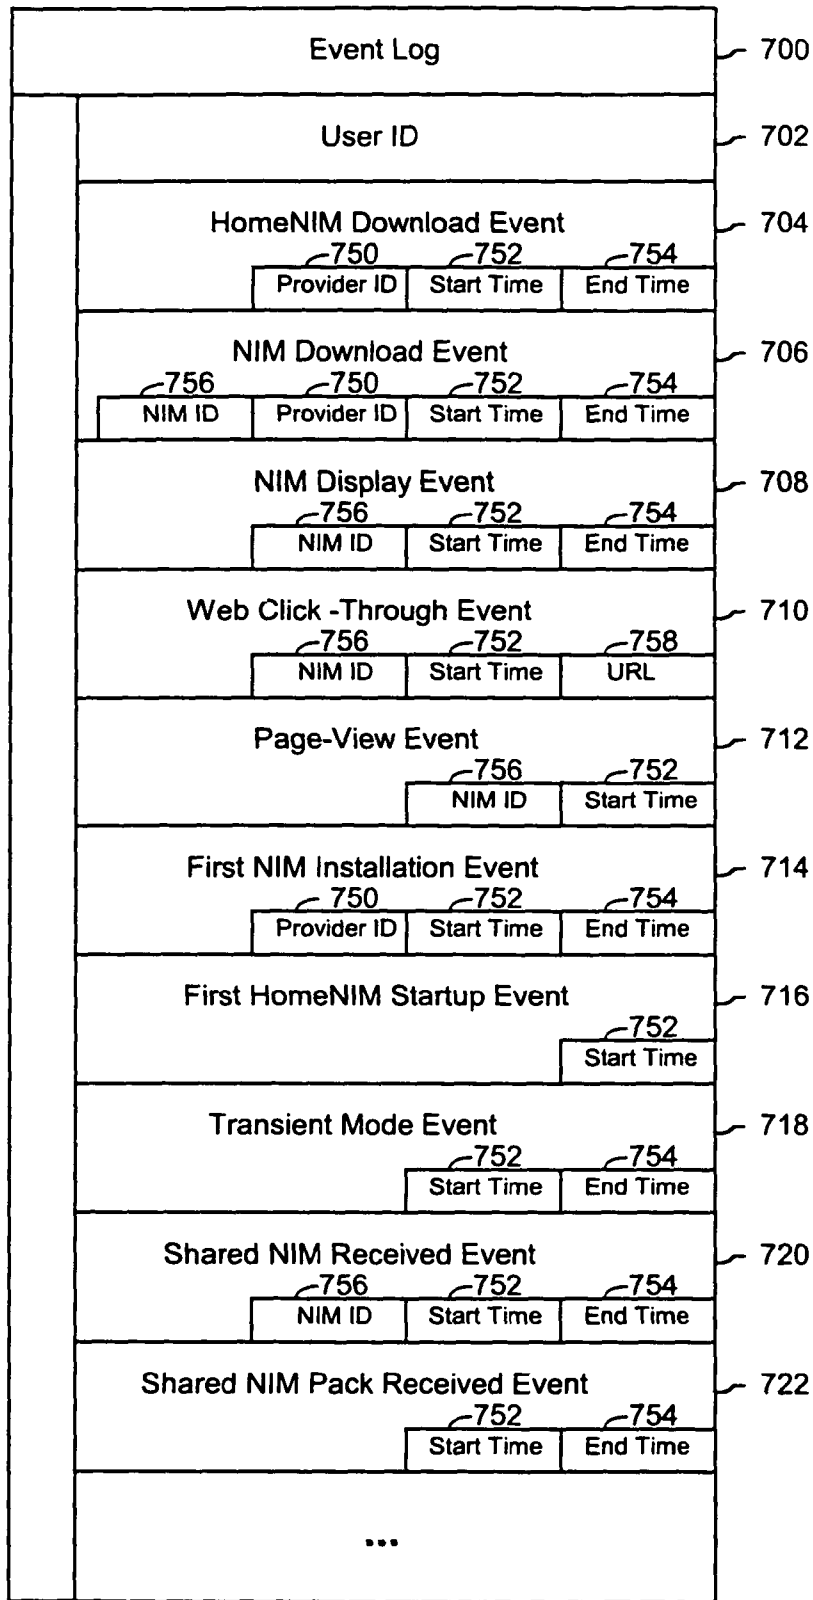 Event Log 700
User ID 702
HomeNIM Download Event 704
750 752 754
Provider ID Start Time End Time
NIM Download Event 706
756 750 752 754
NIM ID Provider ID Start Time End Time
NIM Display Event 708
756 752 754
NIM ID Start Time End Time
Web Click -Through Event 710
756 752 758
NIM ID Start Time URL
Page-View Event 712
756 752
NIM ID Start Time
First NIM Installation Event 714
750 752 754
Provider ID Start Time End Time
First HomeNIM Startup Event 716
752
Start Time
Transient Mode Event 718
752 754
Start Time End Time
Shared NIM Received Event 720
756 752 754
NIM ID Start Time End Time
Shared NIM Pack Received Event 722
752 754
Start Time End Time
...